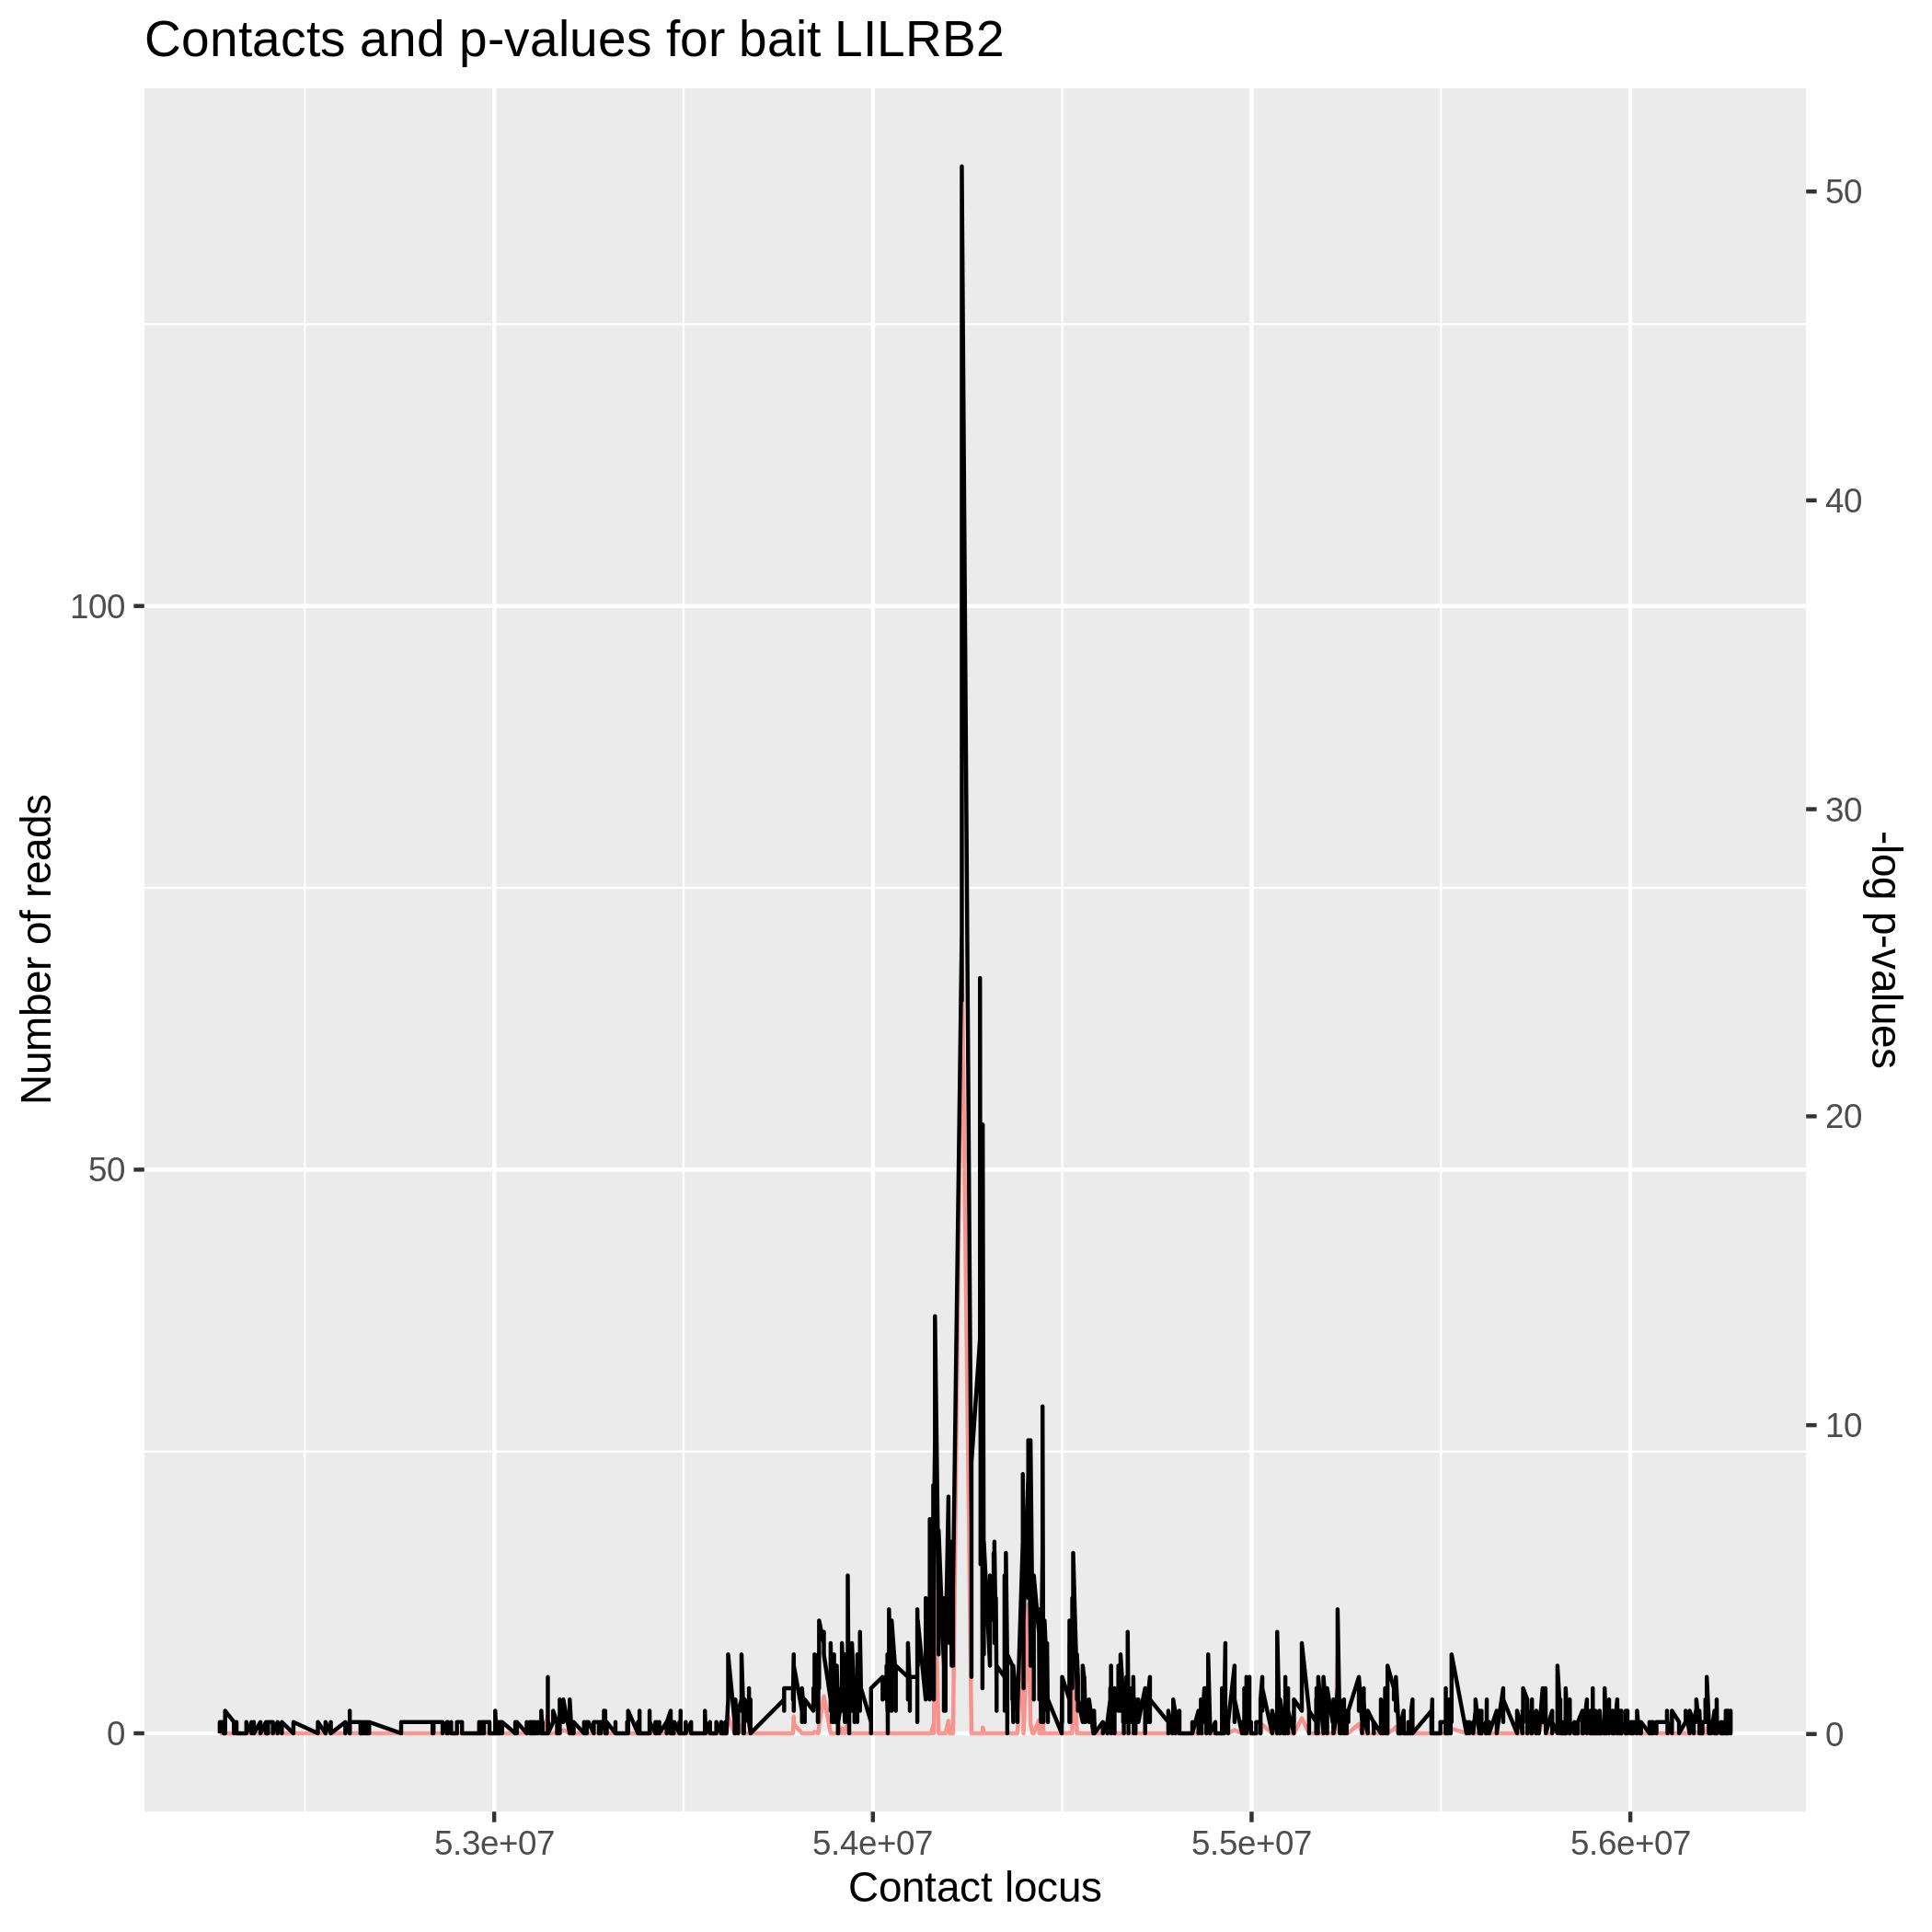 Contacts and p-values for bait LILRB2
Number of reads
100
50
0
50
40
30
20
10
0
-log p-values
5.3e+07
5.4e+07
5.5e+07
5.6e+07
Contact locus